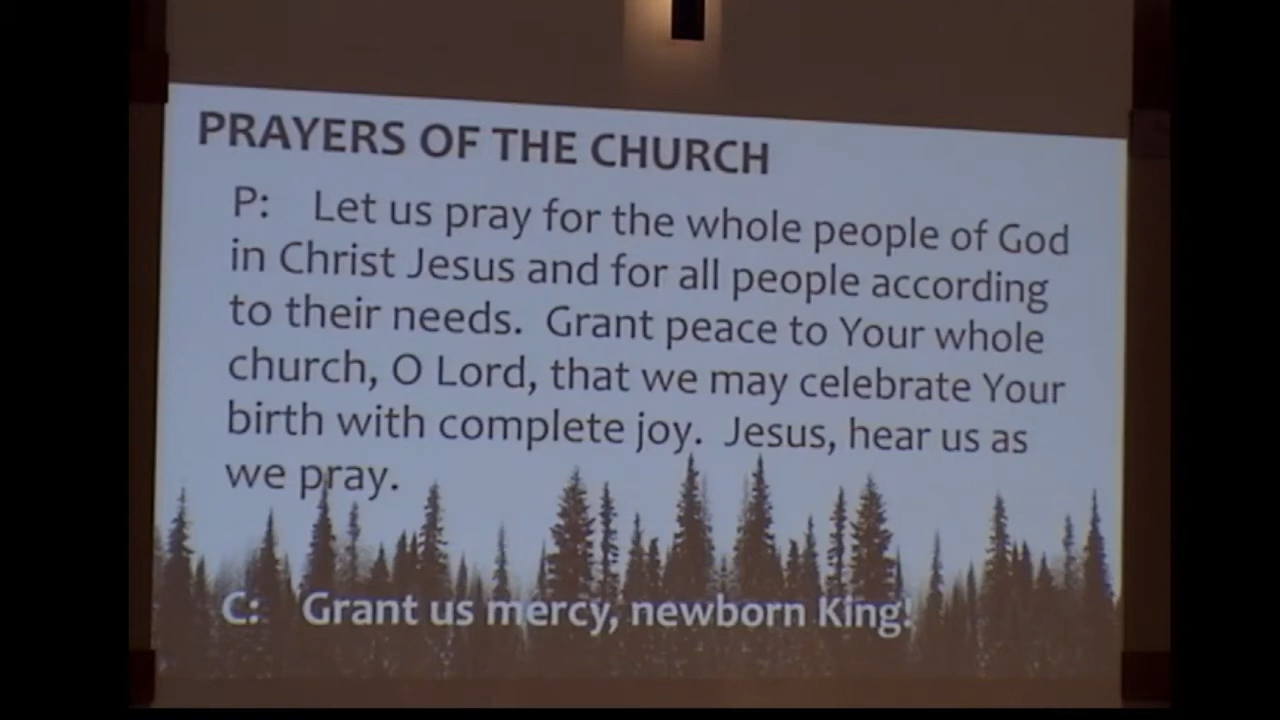 PRAYERS OF THE CHURCH
P: Let us pray for the whole people of God
in Christ Jesus and for all people according
to their needs. Grant peace to Your whole
church, O Lord, that we may celebrate Your
birth with complete joy. Jesus, hear us as
we pray.
C: Grant us mercy, newborn King!